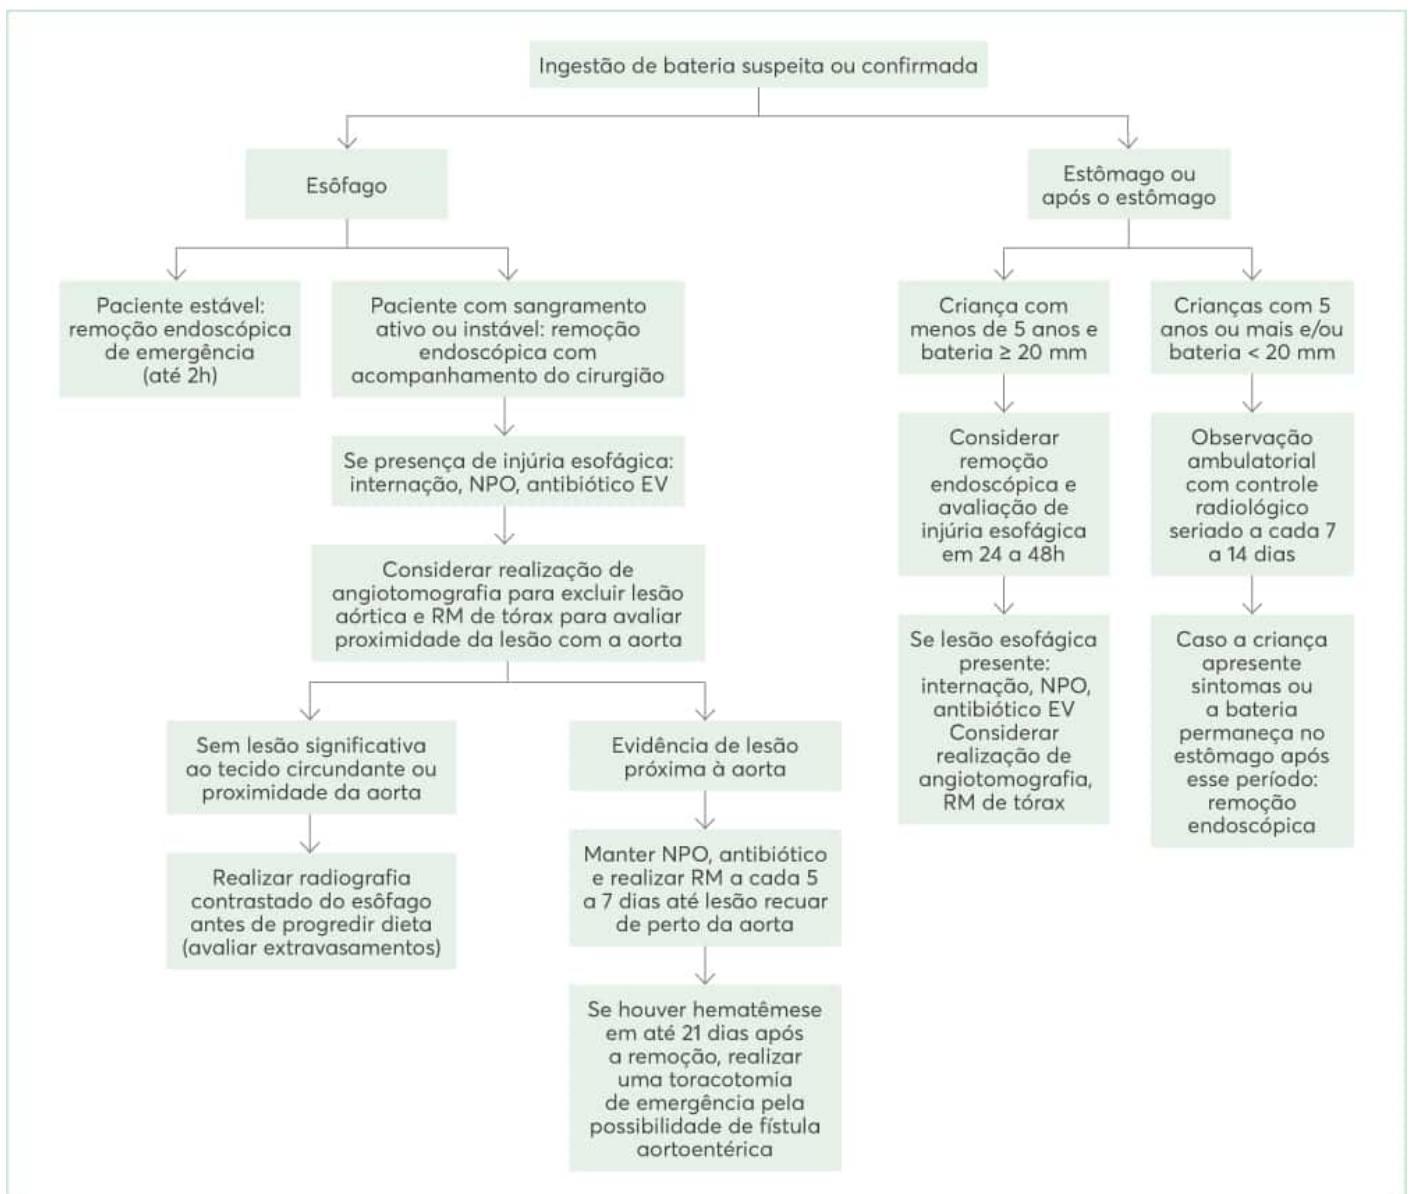 Ingestão de bateria suspeita ou confirmada
Esôfago
Estômago ou
após o estômago
Paciente estável:
remoção endoscópica
de emergência
(até 2h)
Paciente com sangramento
ativo ou instável: remoção
endoscópica com
acompanhamento do cirurgião
Criança com
menos de 5 anos e
bateria ≥ 20 mm
Crianças com 5
anos ou mais e/ou
bateria < 20 mm
Se presença de injúria esofágica:
internação, NPO, antibiótico EV
Considerar
remoção
endoscópica e
avaliação de
injúria esofágica
em 24 a 48h
Observação
ambulatorial
com controle
radiológico
seriado a cada 7
a 14 dias
Considerar realização de
angiotomografia para excluir lesão
aórtica e RM de tórax para avaliar
proximidade da lesão com a aorta
Se lesão esofágica
presente:
internação, NPO,
antibiótico EV
Considerar
realização de
angiotomografia,
RM de tórax
Caso a criança
apresente
sintomas ou
a bateria
permaneça no
estômago após
esse período:
remoção
endoscópica
Sem lesão significativa
ao tecido circundante ou
proximidade da aorta
Evidência de lesão
próxima à aorta
Realizar radiografia
contrastado do esôfago
antes de progredir dieta
(avaliar extravasamentos)
Manter NPO, antibiótico
e realizar RM a cada 5
a 7 dias até lesão recuar
de perto da aorta
Se houver hematêmese
em até 21 dias após
a remoção, realizar
uma toracotomia
de emergência pela
possibilidade de fístula
aortoentérica